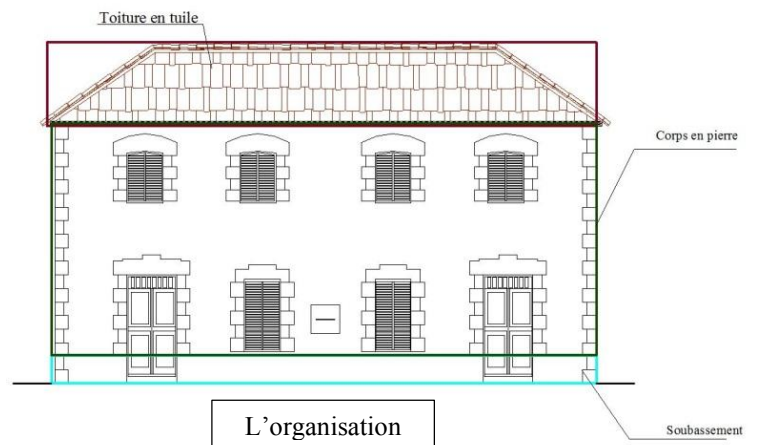 Toiture en tuile
Corps en pierre
L'organisation
Soubassement